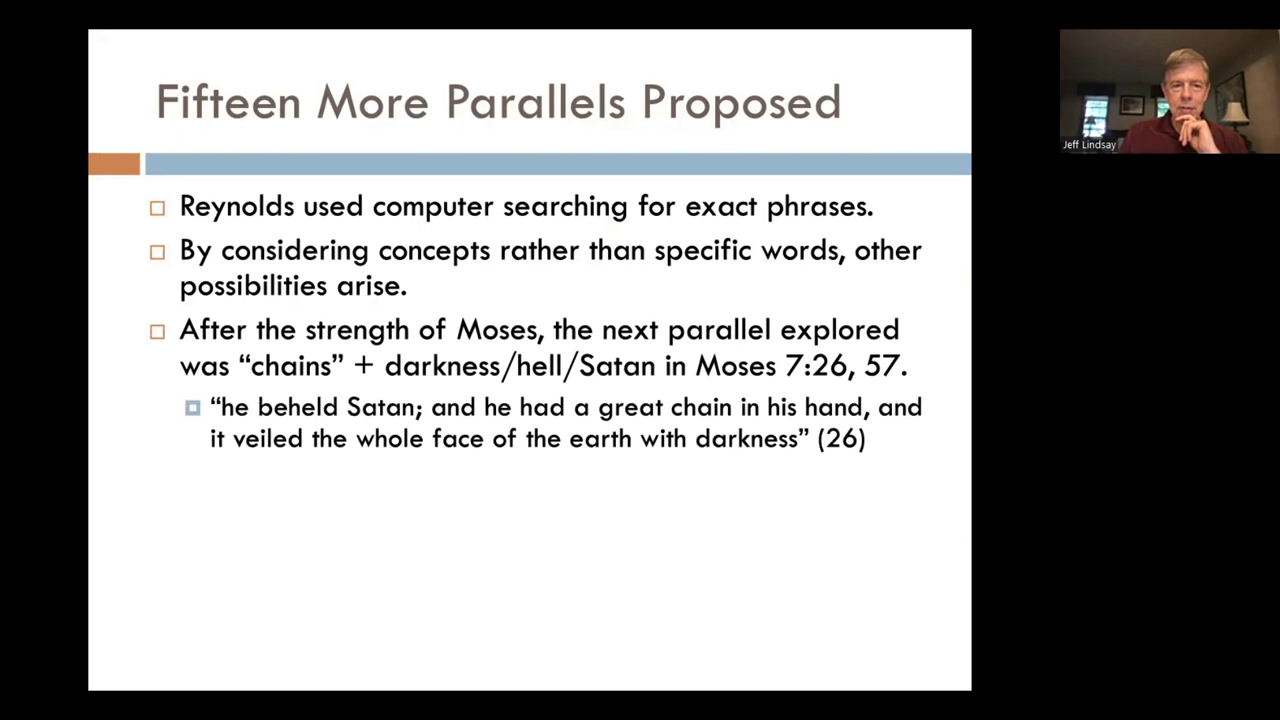 Fifteen More Parallels Proposed
Reynolds used computer searching for exact phrases.
By considering concepts rather than specific words, other
possibilities arise.
After the strength of Moses, the next parallel explored
was “chains” + darkness/hell/Satan in Moses 7:26, 57.
“he beheld Satan; and he had a great chain in his hand, and
it veiled the whole face of the earth with darkness” (26)
Jeff Lindsay